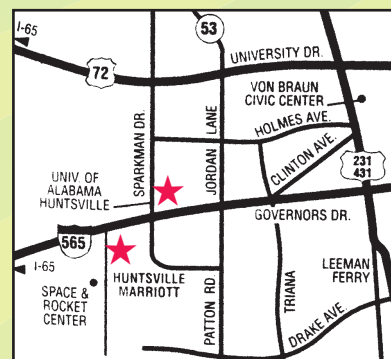 I-65
53
UNIVERSITY DR.
72
VON BRAUN
CIVIC CENTER
SPARKMAN DR.
JORDAN LANE
HOLMES AVE.
CLINTON AVE.
231
431
UNIV. OF
ALABAMA
HUNTSVILLE
GOVERNORS DR.
565
I-65
HUNTSVILLE
MARRIOTT
SPACE &
ROCKET
CENTER
PATTON RD
TRIANA
LEEMAN
FERRY
DRAKE AVE.